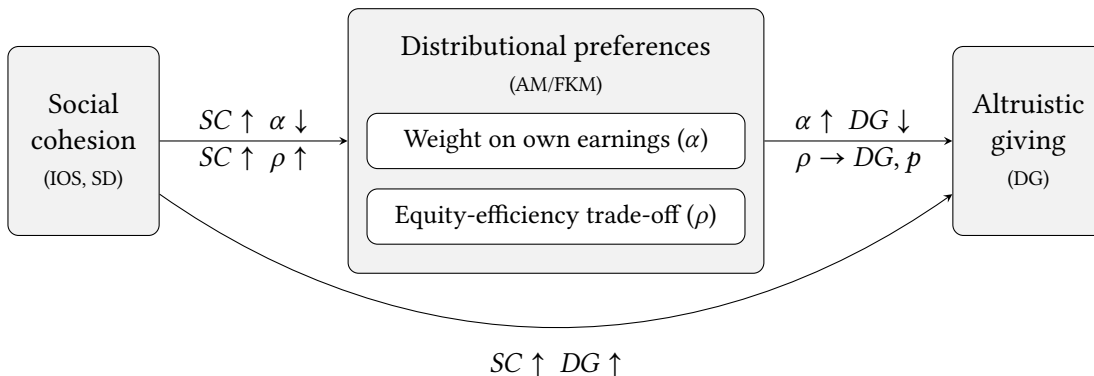 Social
cohesion
(IOS, SD)
SC ↑ α ↓
SC ↑ ρ ↑
Distributional preferences
(AM/FKM)
Weight on own earnings (α)
Equity-efficiency trade-off (ρ)
α ↑ DG ↓
ρ → DG, p
Altruistic
giving
(DG)
SC ↑ DG ↑